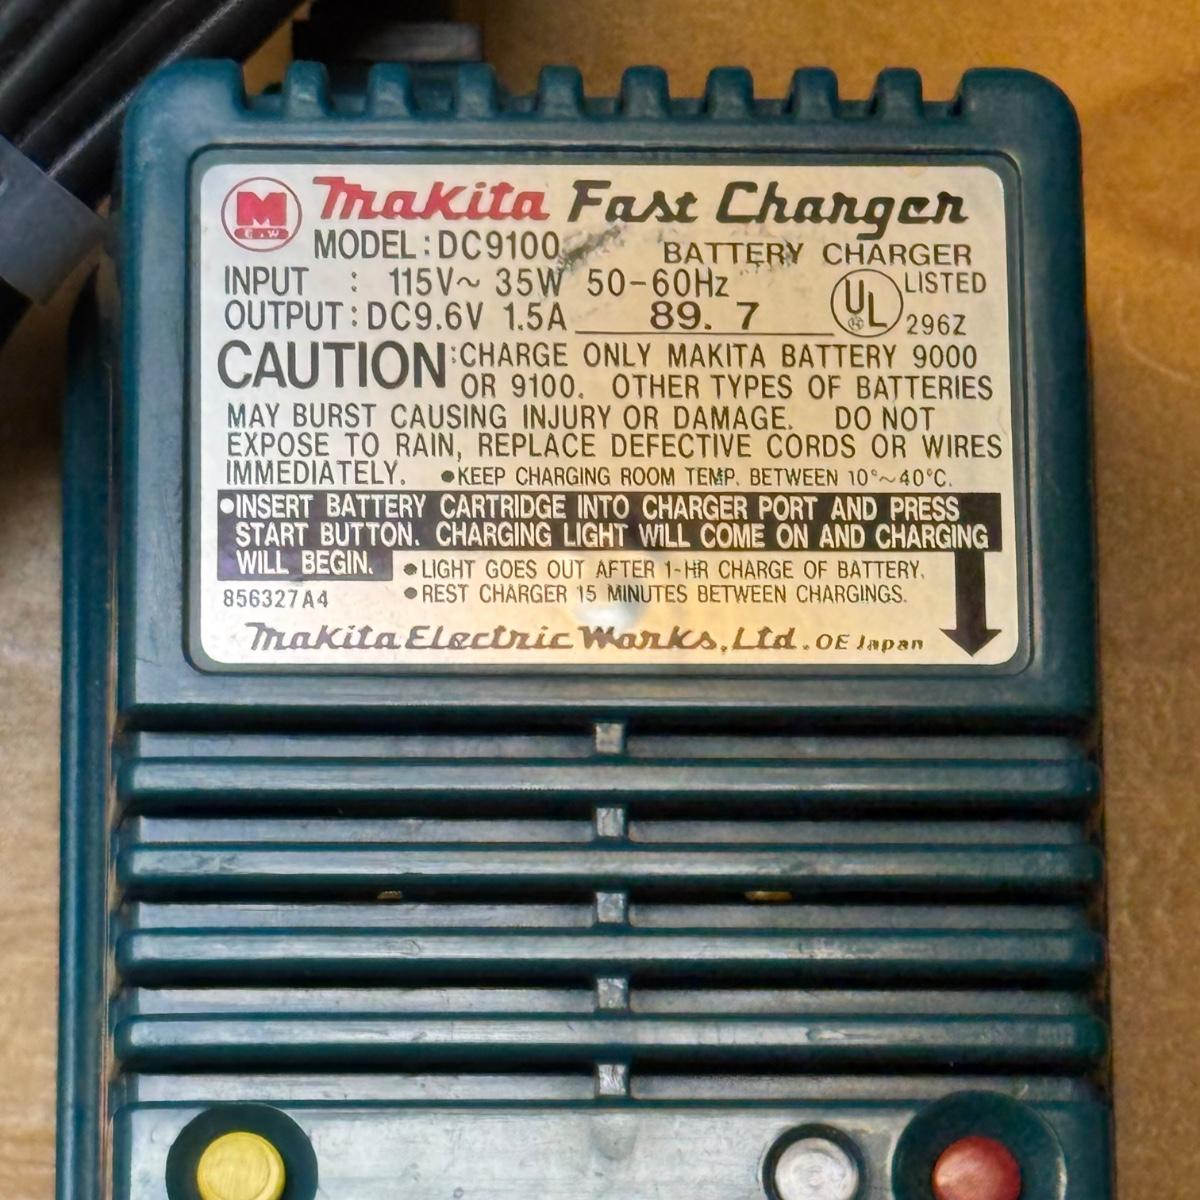 M
E.W
Makita Fast Charger
MODEL : DC9100
BATTERY CHARGER
INPUT : 115V~ 35W 50-60Hz
OUTPUT : DC9.6V 1.5A 89. 7
UL ® LISTED
296Z
CAUTION : CHARGE ONLY MAKITA BATTERY 9000
OR 9100. OTHER TYPES OF BATTERIES
MAY BURST CAUSING INJURY OR DAMAGE. DO NOT
EXPOSE TO RAIN, REPLACE DEFECTIVE CORDS OR WIRES
IMMEDIATELY. ●KEEP CHARGING ROOM TEMP. BETWEEN 10°~40°C.
●INSERT BATTERY CARTRIDGE INTO CHARGER PORT AND PRESS
START BUTTON. CHARGING LIGHT WILL COME ON AND CHARGING
WILL BEGIN. ●LIGHT GOES OUT AFTER 1-HR CHARGE OF BATTERY.
856327A4 ●REST CHARGER 15 MINUTES BETWEEN CHARGINGS.
Makita Electric Works, Ltd. OE Japan